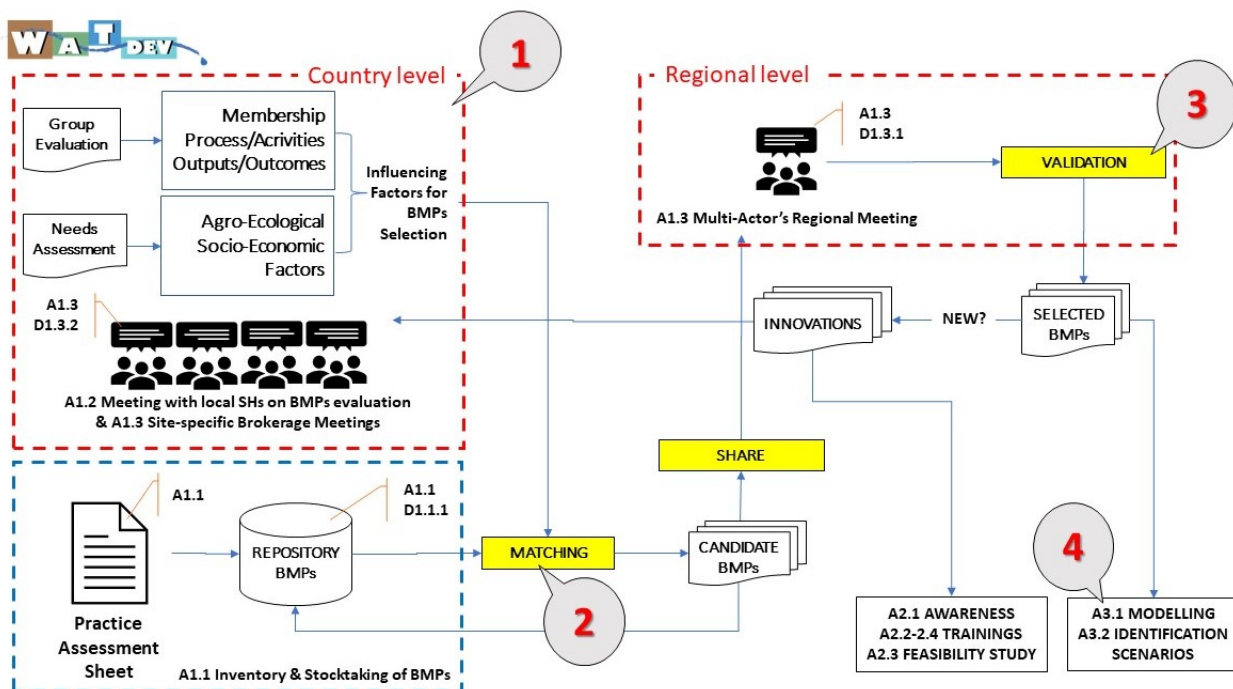 WAT DEV
Country level
1
Group
Evaluation
Membership
Process/Acrivities
Outputs/Outcomes
Influencing
Factors for
BMPs
Selection
Needs
Assessment
Agro-Ecological
Socio-Economic
Factors
A1.3
D1.3.2
A1.2 Meeting with local SHs on BMPs evaluation
& A1.3 Site-specific Brokerage Meetings
Regional level
3
A1.3
D1.3.1
VALIDATION
A1.3 Multi-Actor's Regional Meeting
INNOVATIONS
NEW?
SELECTED
BMPs
SHARE
A1.1
A1.1
D1.1.1
REPOSITORY
BMPs
MATCHING
2
CANDIDATE
BMPs
4
Practice
Assessment
Sheet
A1.1 Inventory & Stocktaking of BMPs
A2.1 AWARENESS
A2.2-2.4 TRAININGS
A2.3 FEASIBILITY STUDY
A3.1 MODELLING
A3.2 IDENTIFICATION
SCENARIOS